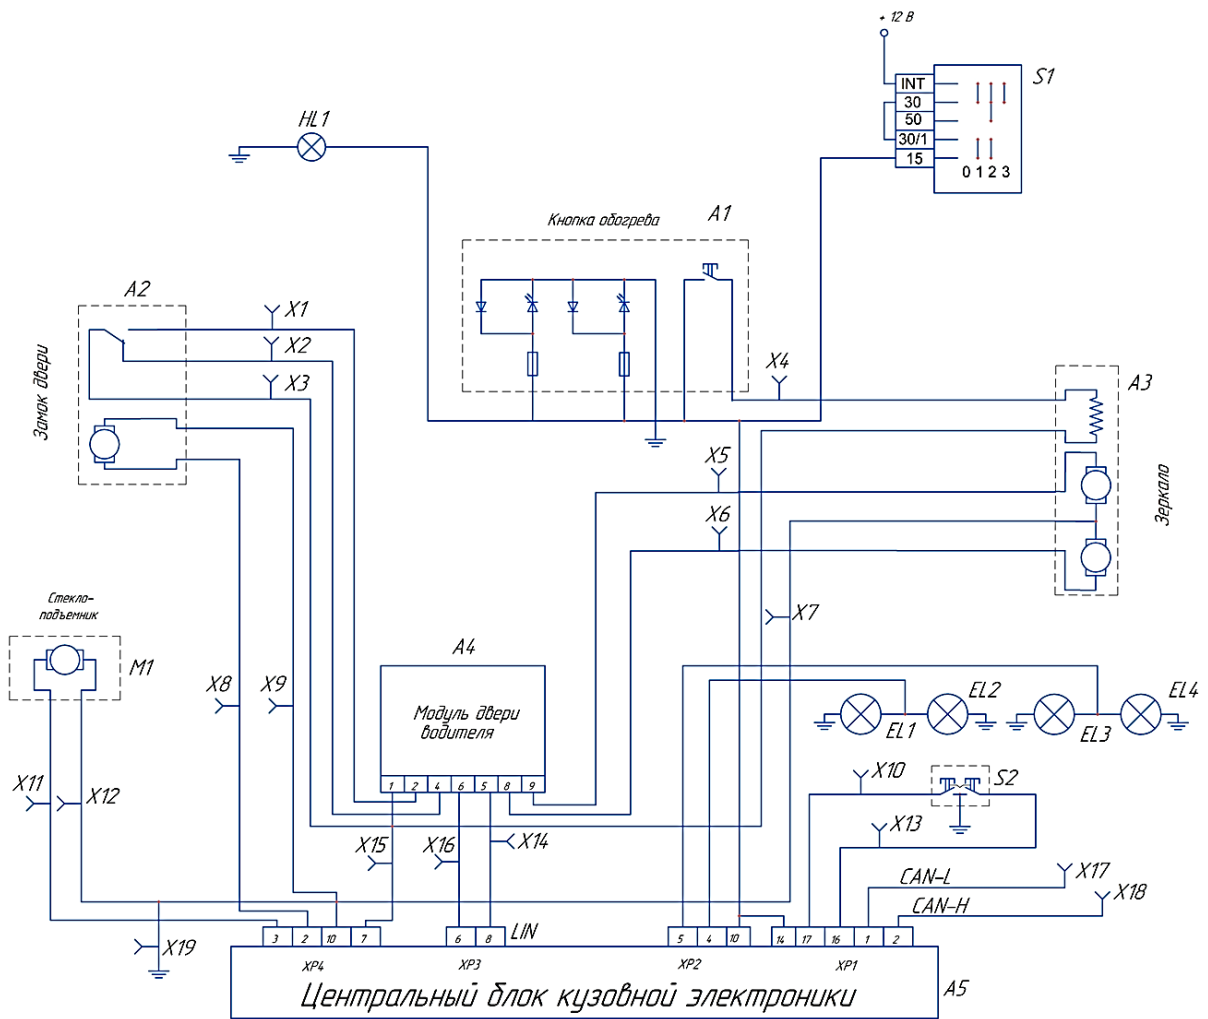 + 12 В
S1
INT
30
50
30/1
15
0 1 2 3
HL1
Кнопка обогрева
A1
A2
X1
X2
X3
X4
A3
Замок двери
X5
X6
Зеркало
Стекло-
подъемник
M1
X7
A4
X8
X9
Модуль двери
водителя
EL1
EL2
EL3
EL4
1 2 4 6 5 8 9
X10
S2
X11
X12
X13
X14
X15
X16
CAN-L
X17
CAN-H
X18
X19
3 2 10 7
6 8
LIN
5 4 10
14 17 16 1 2
XP4
XP3
XP2
XP1
Центральный блок кузовной электроники
A5